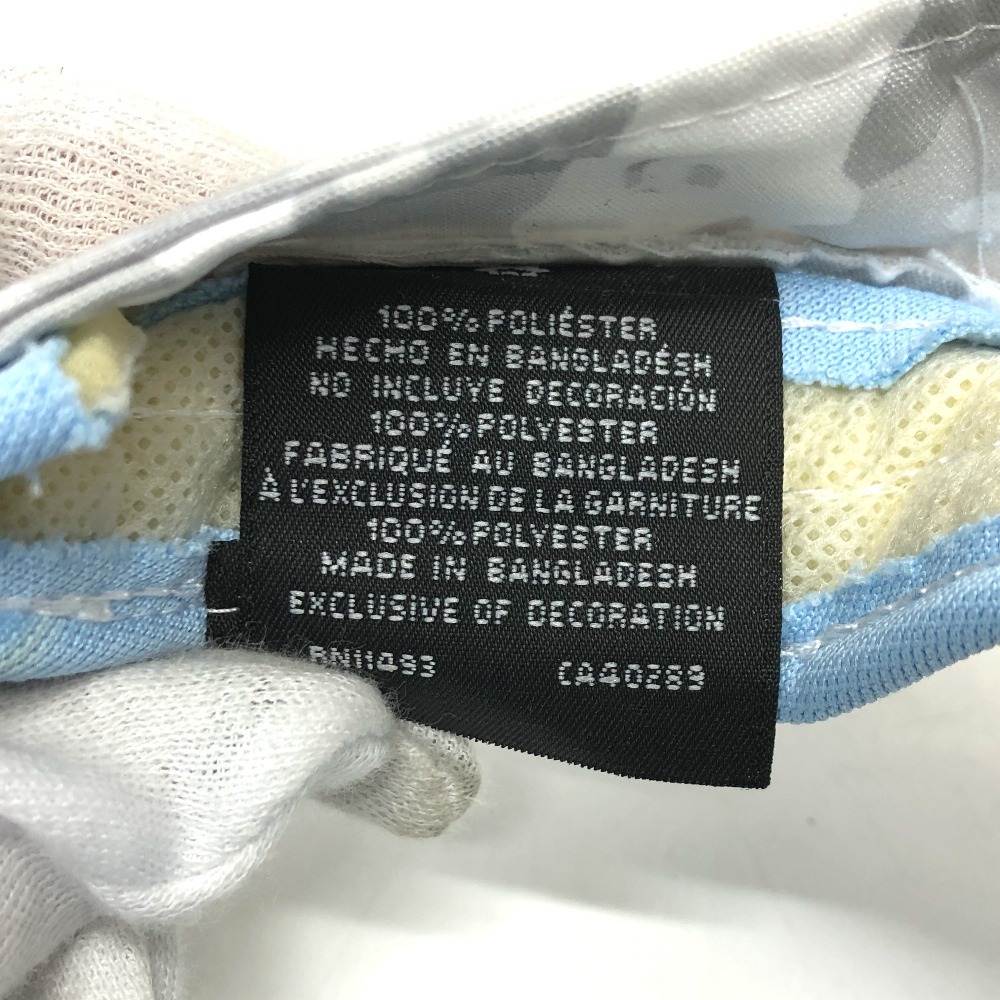 100% POLIÉSTER
HECHO EN BANGLADÉSH
NO INCLUYE DECORACIÓN
100% POLYESTER
FABRIQUÉ AU BANGLADESH
À L'EXCLUSION DE LA GARNITURE
100% POLYESTER
MADE IN BANGLADESH
EXCLUSIVE OF DECORATION
RN11493 CA40289